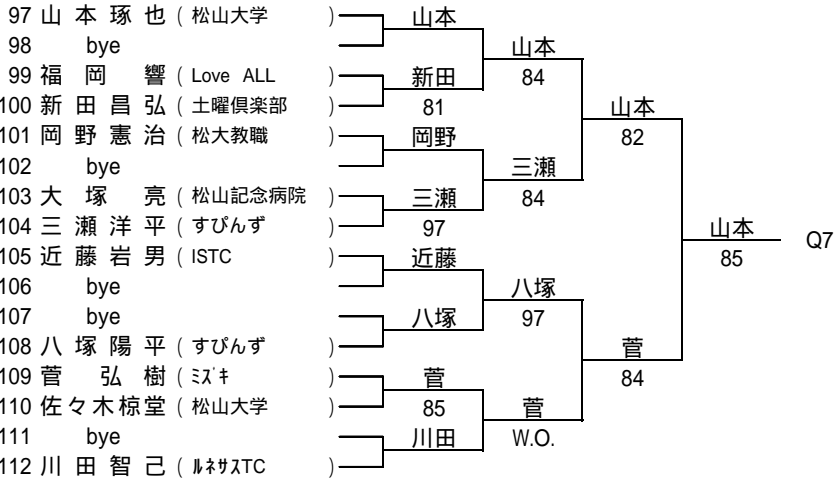 97 山 本 琢 也 ( 松山大学 ) 山本
98 bye 山本
99 福 岡 響 ( Love ALL ) 新田 84
100 新 田 昌 弘 ( 土曜倶楽部 ) 81 山本
101 岡 野 憲 治 ( 松大教職 ) 岡野 82
102 bye 三瀬
103 大 塚 亮 ( 松山記念病院 ) 三瀬 84
104 三 瀬 洋 平 ( すぴんず ) 97 山本 Q7
105 近 藤 岩 男 ( ISTC ) 近藤 85
106 bye 八塚
107 bye 八塚 97
108 八 塚 陽 平 ( すぴんず ) 菅
109 菅 弘 樹 ( ミズキ ) 菅 84
110 佐々木椋堂 ( 松山大学 ) 85 菅
111 bye 川田 W.O.
112 川 田 智 己 ( ルネサスTC )